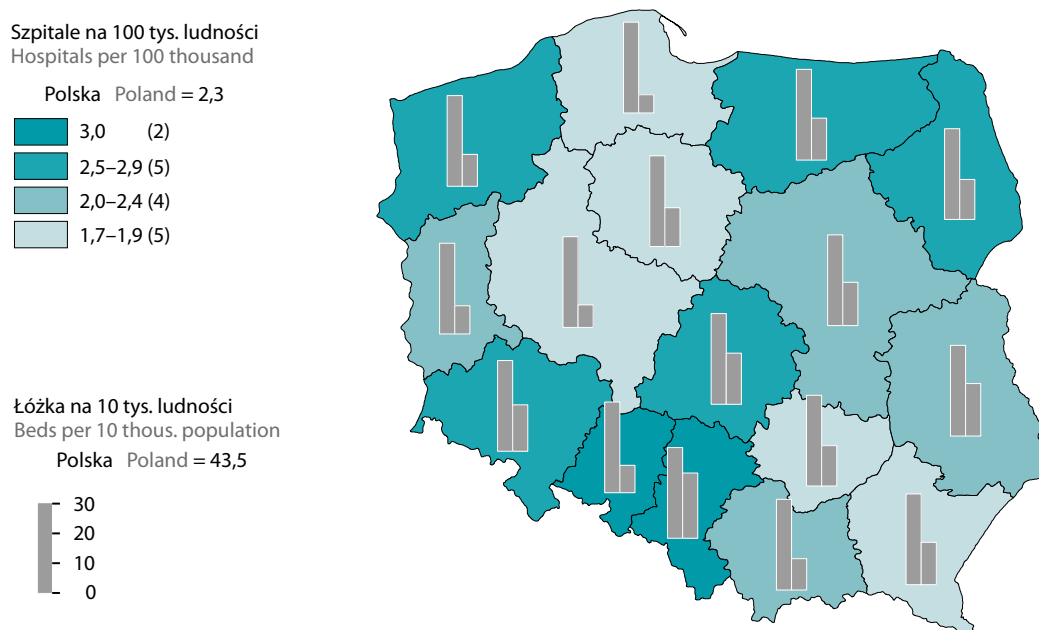 Szpitale na 100 tys. ludności
Hospitals per 100 thousand
Polska Poland = 2,3
3,0 (2)
2,5–2,9 (5)
2,0–2,4 (4)
1,7–1,9 (5)
Łóżka na 10 tys. ludności
Beds per 10 thous. population
Polska Poland = 43,5
30
20
10
0